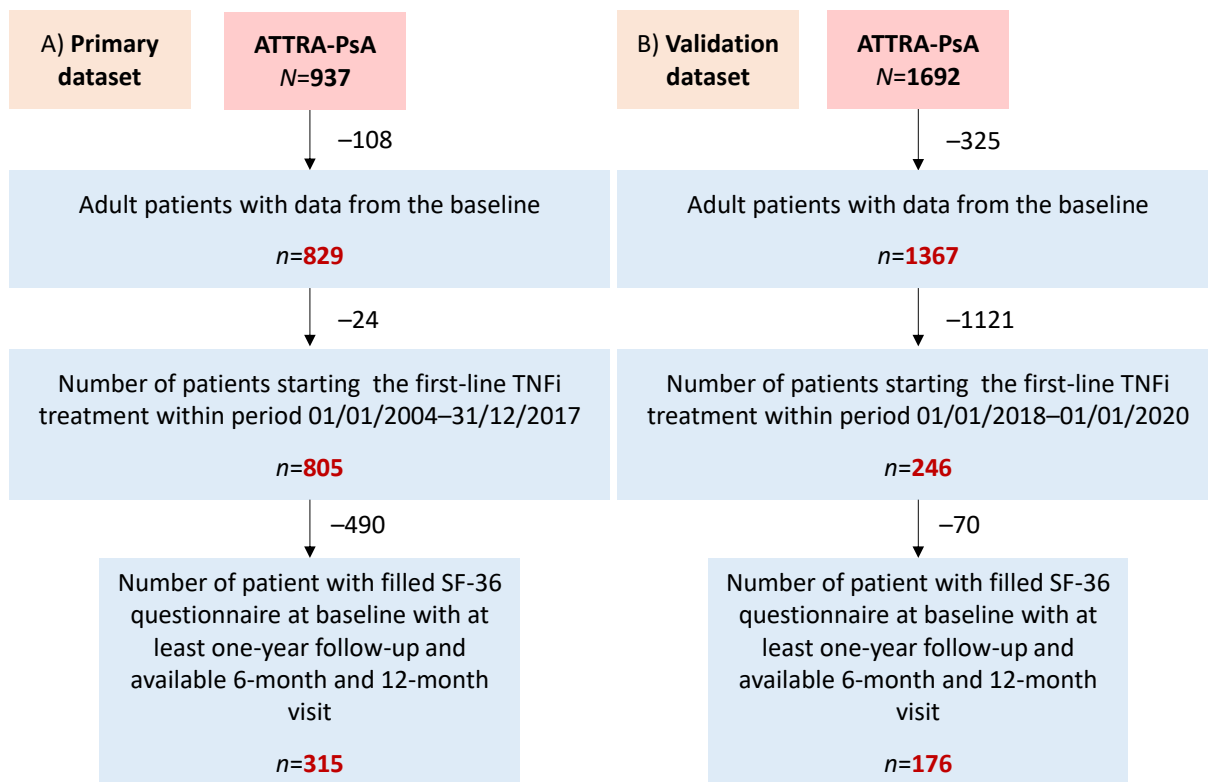 A) Primary
dataset
ATTRA-PsA
N=937
–108
Adult patients with data from the baseline
n=829
–24
Number of patients starting  the first-line TNFi
treatment within period 01/01/2004–31/12/2017
n=805
–490
Number of patient with filled SF-36
questionnaire at baseline with at
least one-year follow-up and
available 6-month and 12-month
visit
n=315
B) Validation
dataset
ATTRA-PsA
N=1692
–325
Adult patients with data from the baseline
n=1367
–1121
Number of patients starting  the first-line TNFi
treatment within period 01/01/2018–01/01/2020
n=246
–70
Number of patient with filled SF-36
questionnaire at baseline with at
least one-year follow-up and
available 6-month and 12-month
visit
n=176